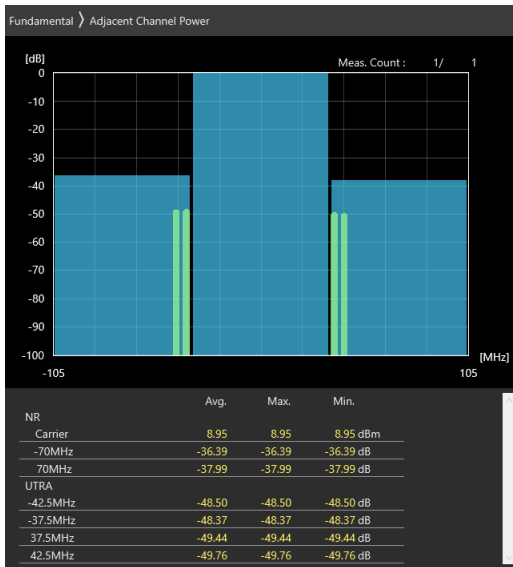 Fundamental 〉 Adjacent Channel Power
[dB]
Meas. Count : 1/ 1
0
-10
-20
-30
-40
-50
-60
-70
-80
-90
-100
[MHz]
-105 105
Avg. Max. Min.
NR
Carrier 8.95 8.95 8.95 dBm
-70MHz -36.39 -36.39 -36.39 dB
70MHz -37.99 -37.99 -37.99 dB
UTRA
-42.5MHz -48.50 -48.50 -48.50 dB
-37.5MHz -48.37 -48.37 -48.37 dB
37.5MHz -49.44 -49.44 -49.44 dB
42.5MHz -49.76 -49.76 -49.76 dB